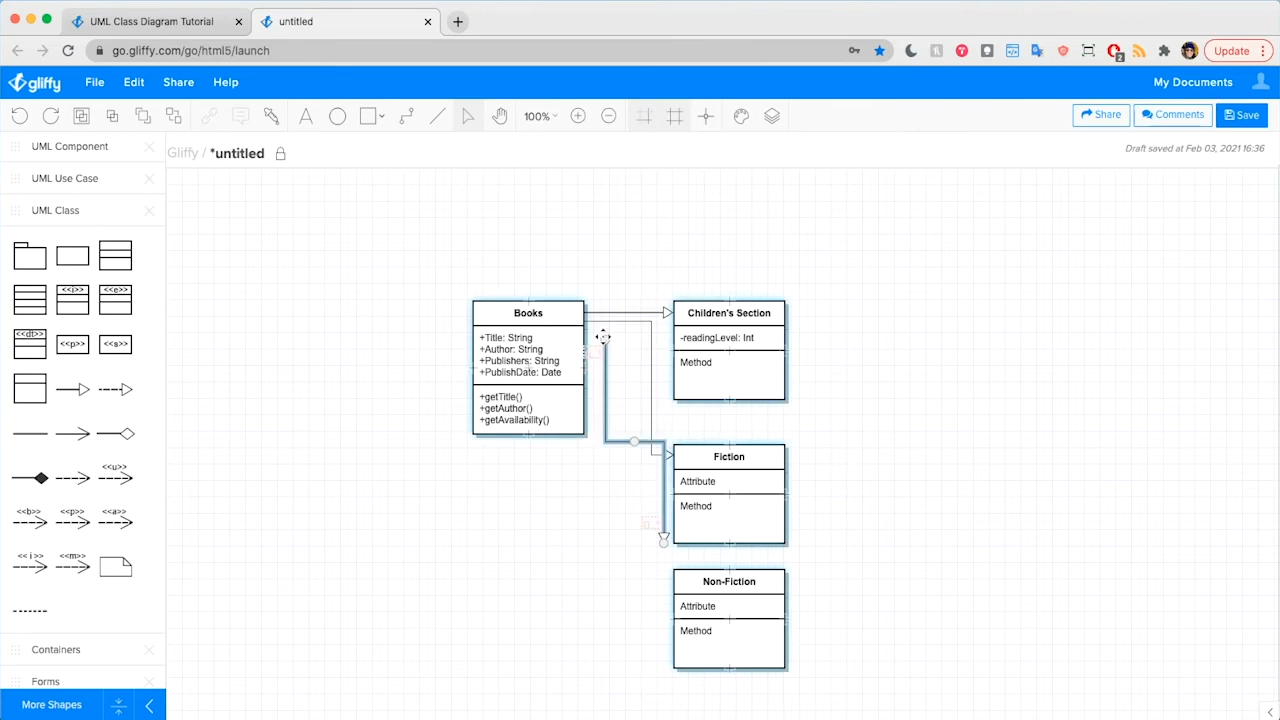 UML Class Diagram Tutorial
untitled
go.gliffy.com/go/html5/launch
2
Update
gliffy
File
Edit
Share
Help
My Documents
100%
Share
Comments
Save
UML Component
Gliffy / *untitled
Draft saved at Feb 03, 2021 16:36
UML Use Case
UML Class
<<i>>
<<e>>
<<dt>>
<<p>>
<<s>>
<<u>>
<<b>>
<<p>>
<<a>>
<<i>>
<<m>>
Containers
Forms
More Shapes
Books
+Title: String
+Author: String
+Publishers: String
+PublishDate: Date
+getTitle()
+getAuthor()
+getAvailability()
Children's Section
-readingLevel: Int
Method
Fiction
Attribute
Method
Non-Fiction
Attribute
Method